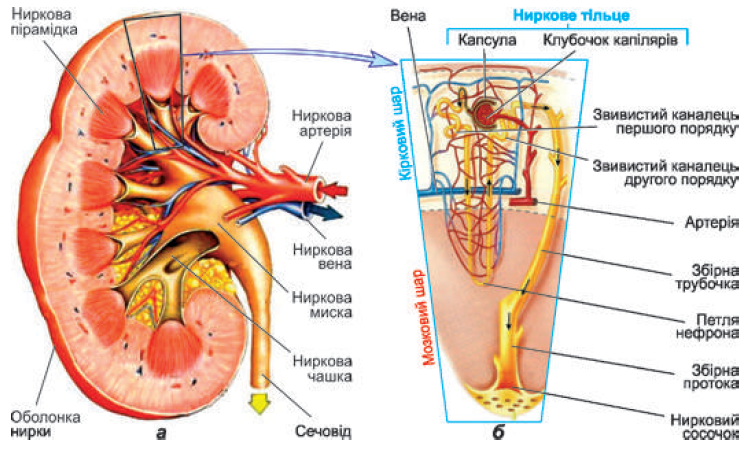 Ниркова
пірамідка
Ниркова
артерія
Ниркова
вена
Ниркова
миска
Ниркова
чашка
Оболонка
нирки
Сечовід
а
Вена
Ниркове тільце
Капсула
Клубочок капілярів
Кірковий шар
Мозковий шар
Звивистий каналець
першого порядку
Звивистий каналець
другого порядку
Артерія
Збірна
трубочка
Петля
нефрона
Збірна
протока
Нирковий
сосочок
б